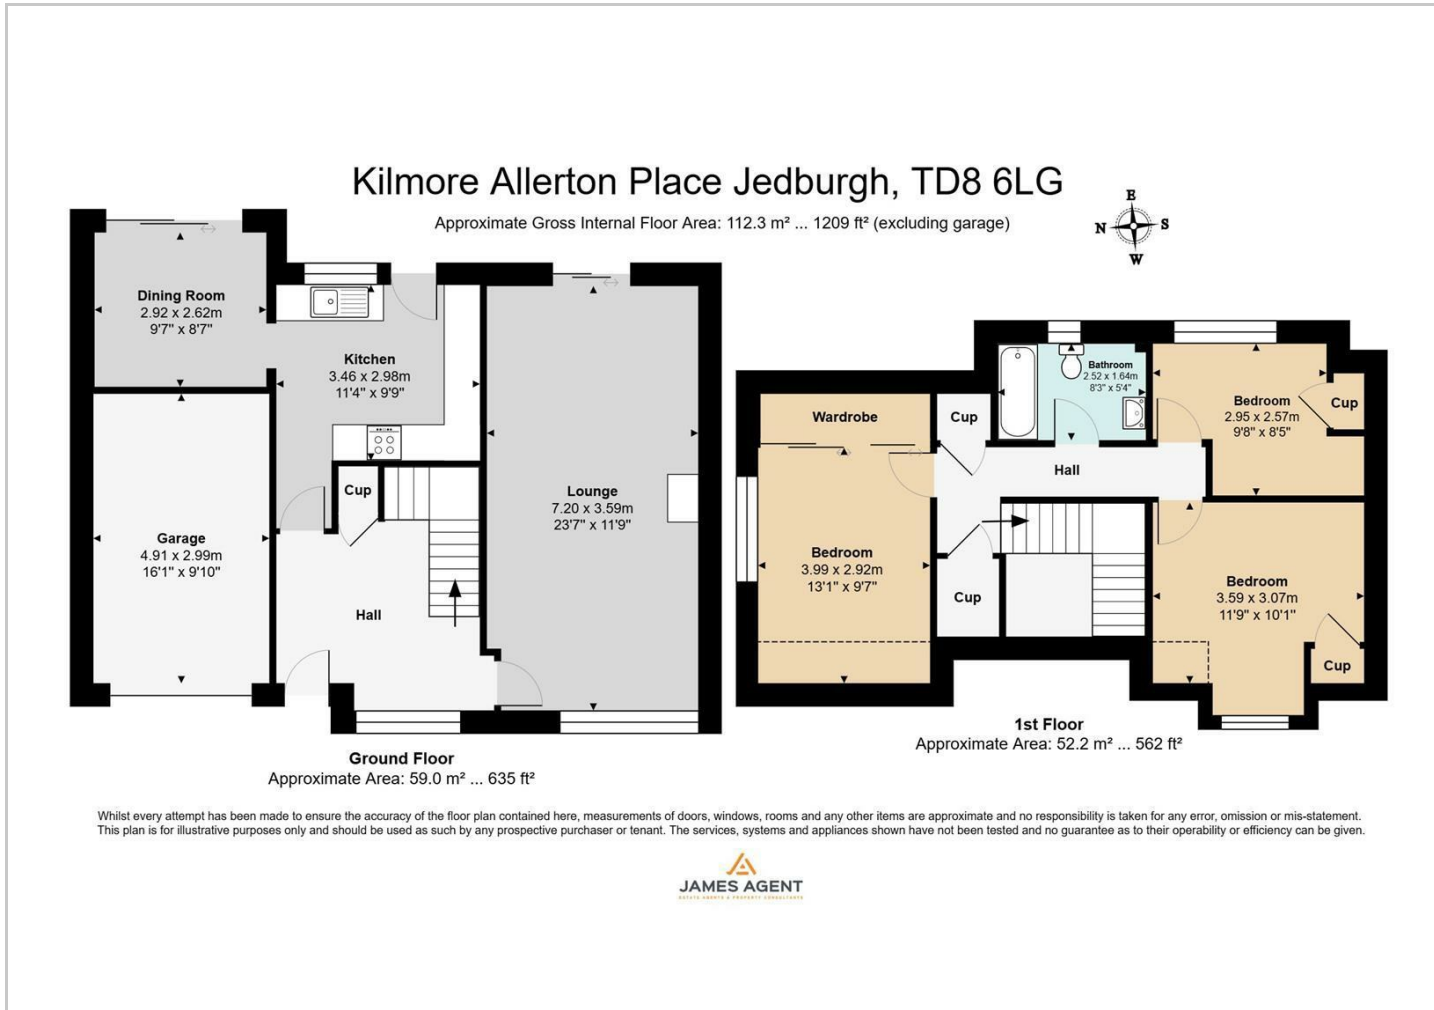 Kilmore Allerton Place Jedburgh, TD8 6LG
Approximate Gross Internal Floor Area: 112.3 m² ... 1209 ft² (excluding garage)
E
N
S
W
Dining Room
2.92 x 2.62m
9'7" x 8'7"
Kitchen
3.46 x 2.98m
11'4" x 9'9"
Lounge
7.20 x 3.59m
23'7" x 11'9"
Garage
4.91 x 2.99m
16'1" x 9'10"
Cup
Hall
Ground Floor
Approximate Area: 59.0 m² ... 635 ft²
Wardrobe
Cup
Bathroom
2.52 x 1.64m
8'3" x 5'4"
Bedroom
2.95 x 2.57m
9'8" x 8'5"
Cup
Hall
Bedroom
3.99 x 2.92m
13'1" x 9'7"
Cup
Bedroom
3.59 x 3.07m
11'9" x 10'1"
Cup
1st Floor
Approximate Area: 52.2 m² ... 562 ft²
Whilst every attempt has been made to ensure the accuracy of the floor plan contained here, measurements of doors, windows, rooms and any other items are approximate and no responsibility is taken for any error, omission or mis-statement.
This plan is for illustrative purposes only and should be used as such by any prospective purchaser or tenant. The services, systems and appliances shown have not been tested and no guarantee as to their operability or efficiency can be given.
JAMES AGENT
ESTATE AGENTS & PROPERTY CONSULTANTS